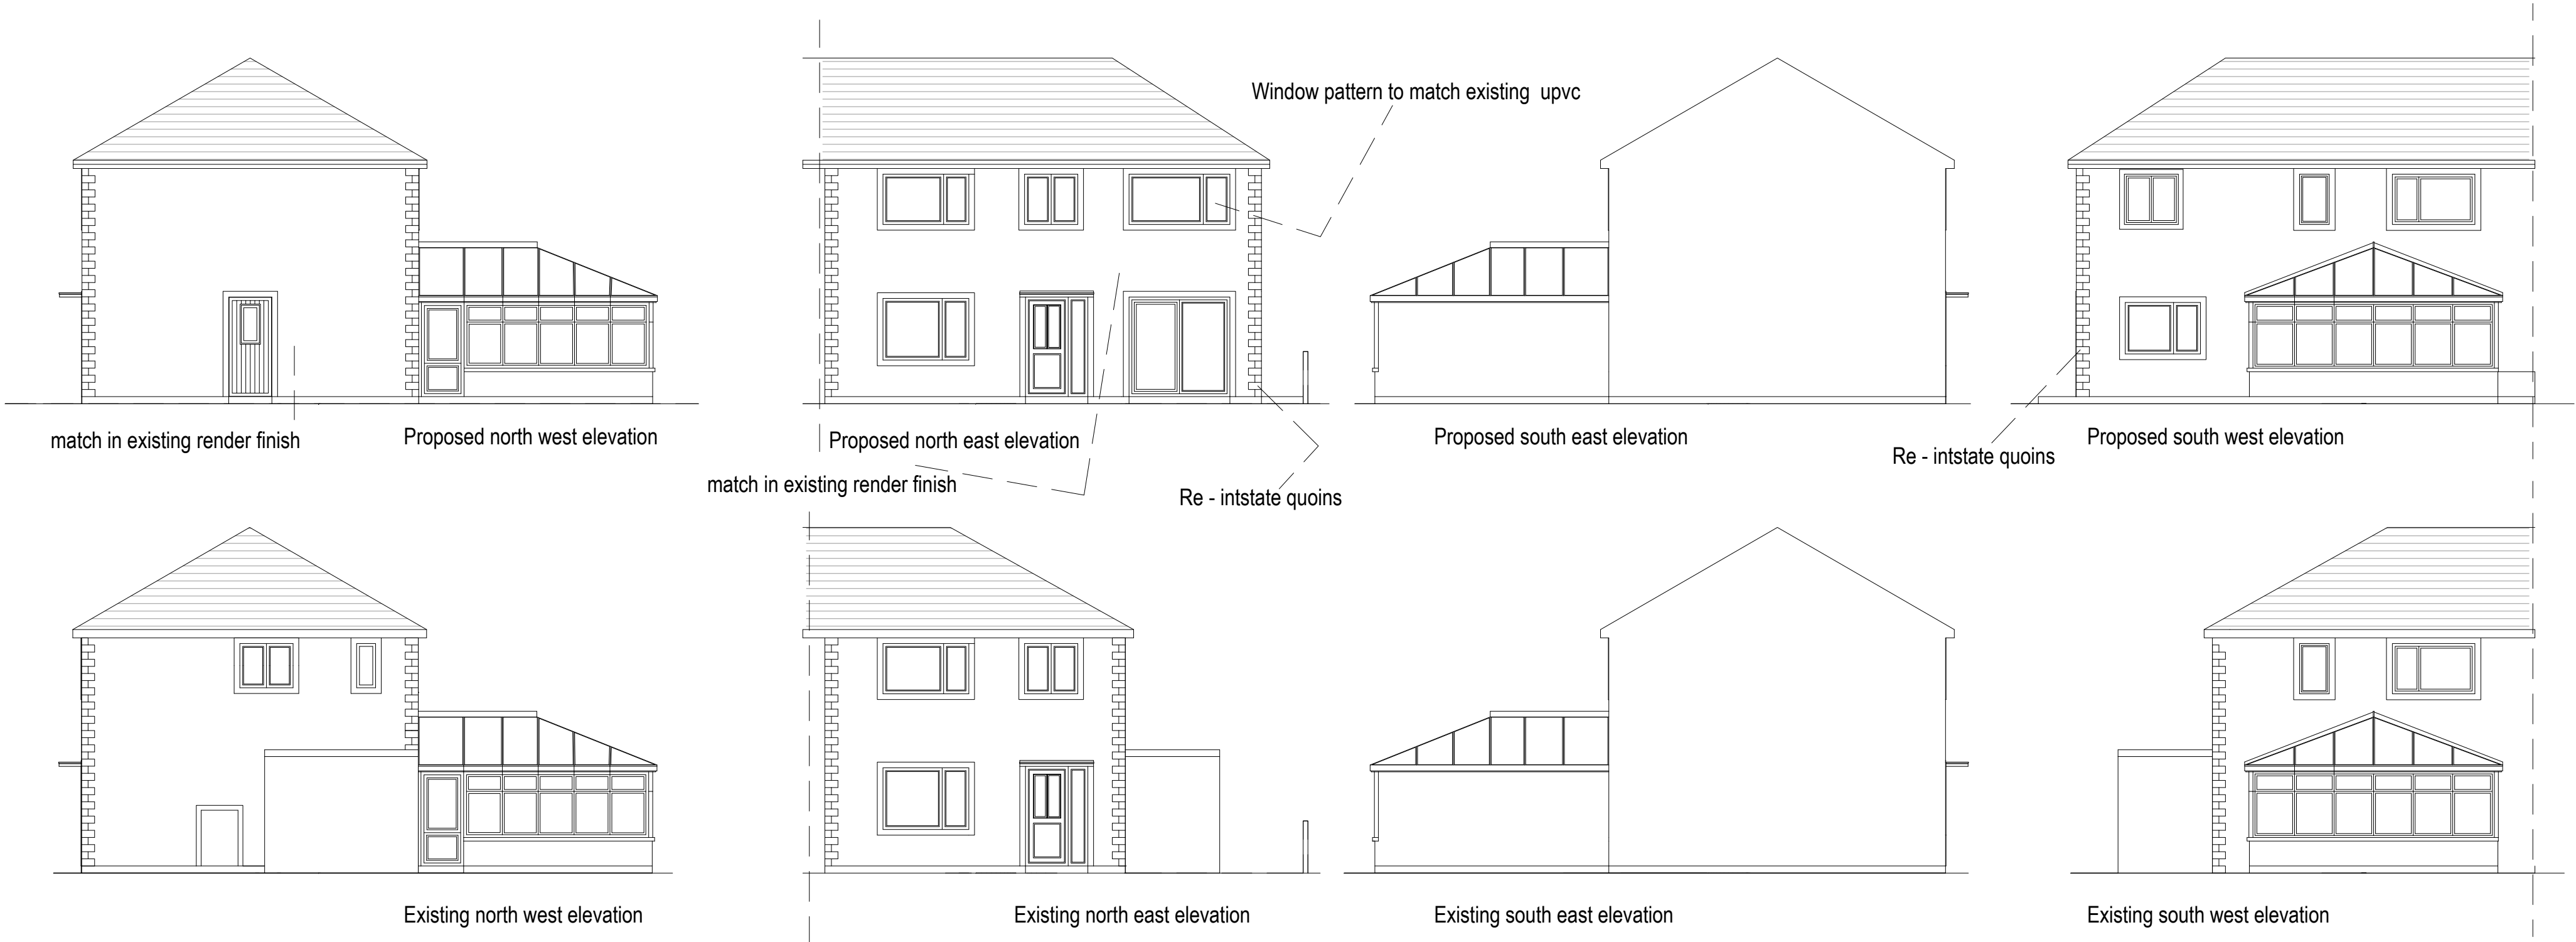 Window pattern to match existing upvc
match in existing render finish
Proposed north west elevation
Proposed north east elevation
Proposed south east elevation
Proposed south west elevation
Re - intstate quoins
match in existing render finish
Re - intstate quoins
Existing north west elevation
Existing north east elevation
Existing south east elevation
Existing south west elevation